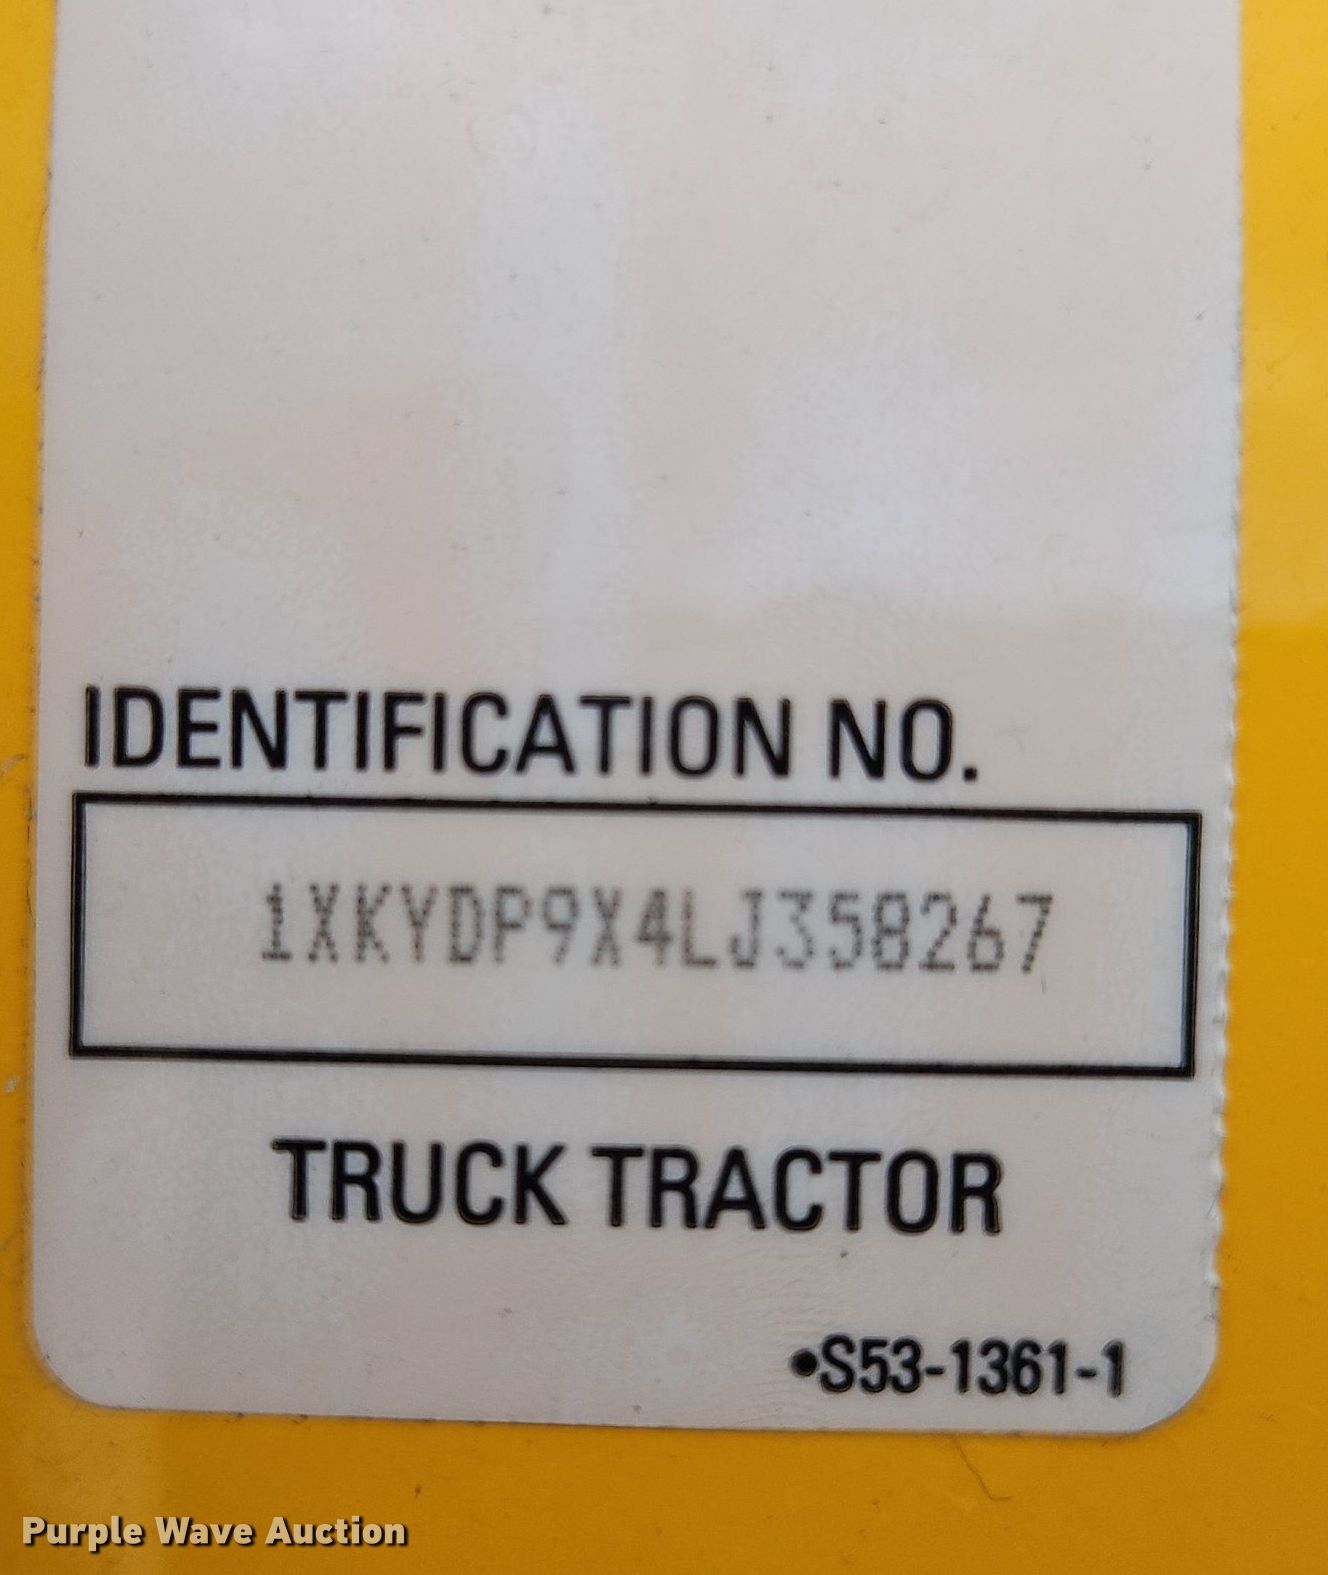 IDENTIFICATION NO.
1XKYDP9X4LJ358267
TRUCK TRACTOR
•S53-1361-1
Purple Wave Auction